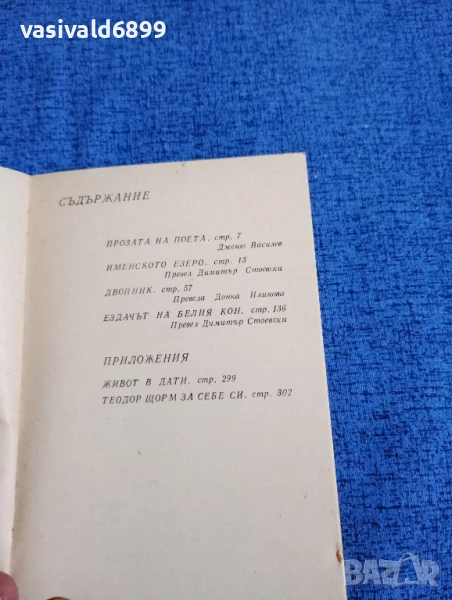 vasivald6899
СЪДЪРЖАНИЕ
ПРОЗАТА НА ПОЕТА, стр. 7
Дженю Василев
ИМЕНСКОТО ЕЗЕРО, стр. 13
Превел Димитър Стоевски
ДВОЙНИК, стр. 57
Превела Донка Илинова
ЕЗДАЧЪТ НА БЕЛИЯ КОН, стр. 136
Превел Димитър Стоевски
ПРИЛОЖЕНИЯ
ЖИВОТ В ДАТИ, стр. 299
ТЕОДОР ЩОРМ ЗА СЕБЕ СИ, стр. 302
BAZAR